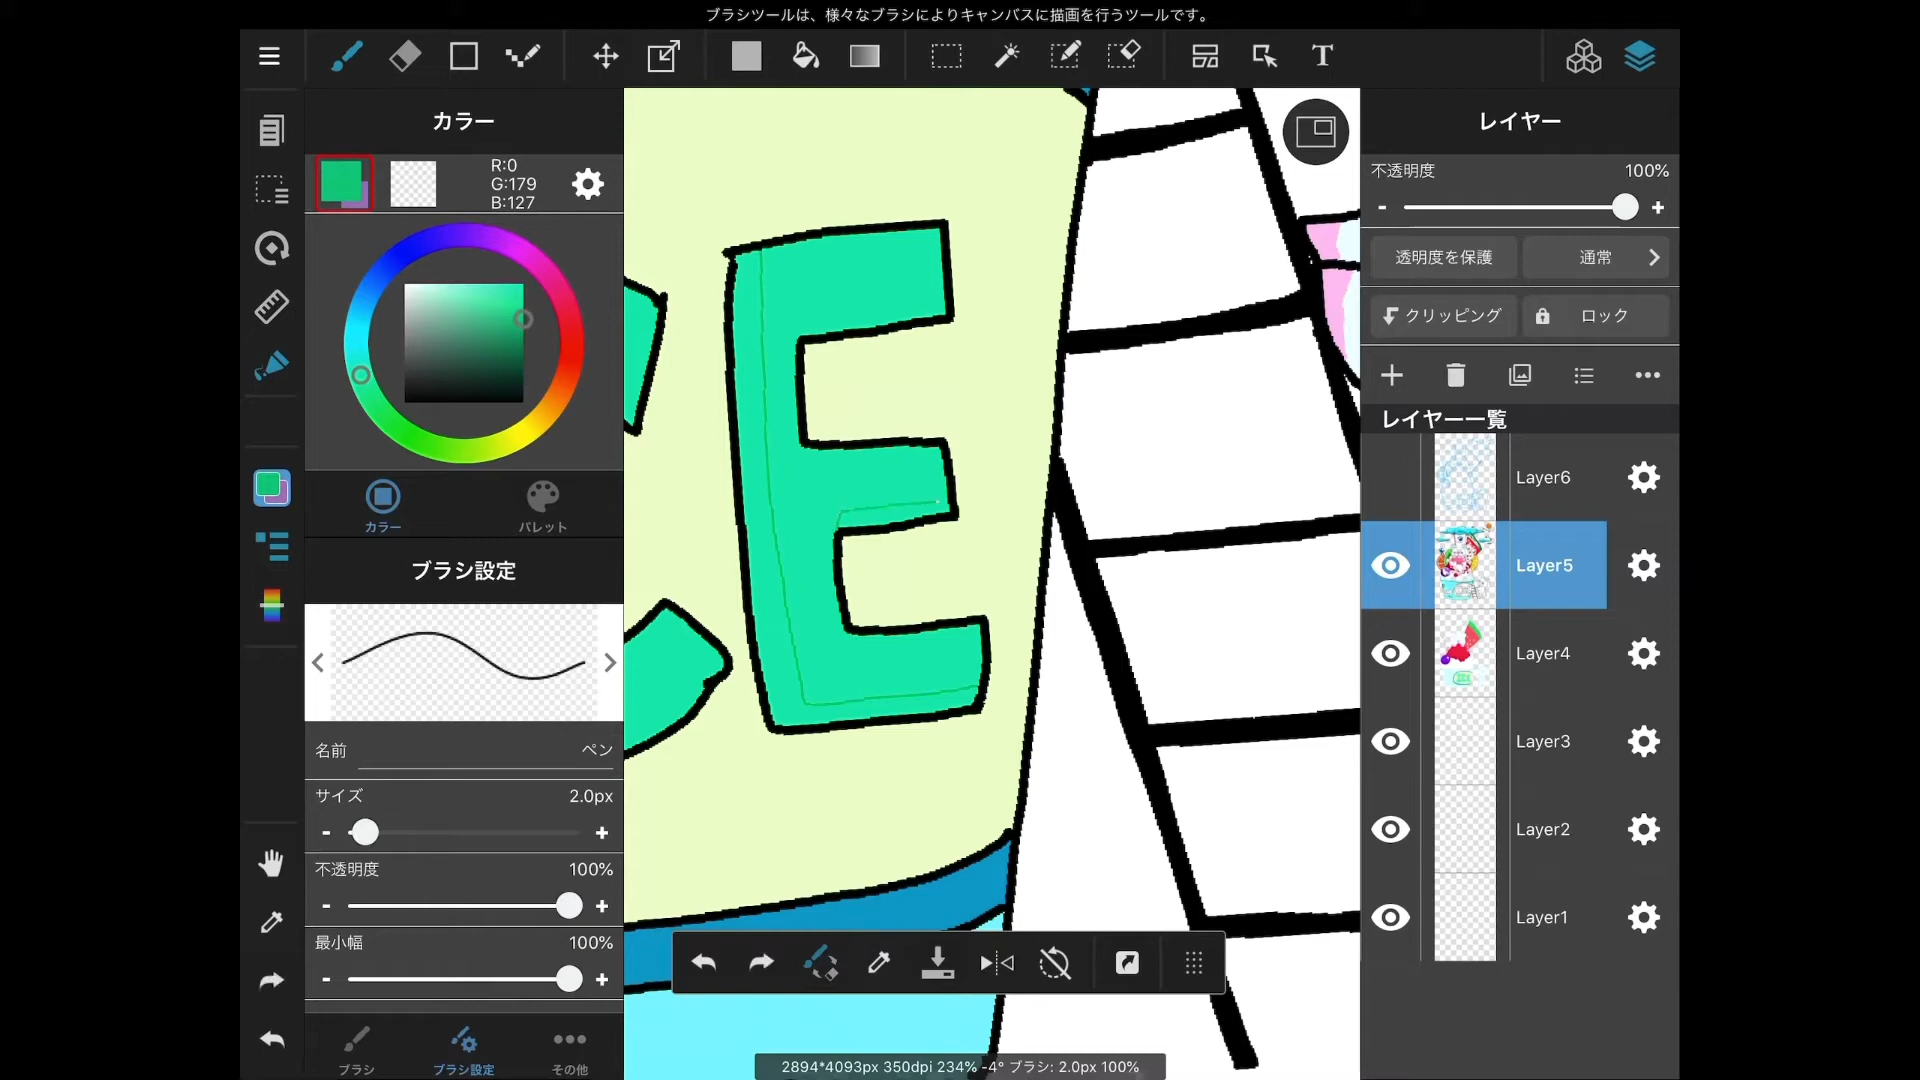 ブラシツールは、様々なブラシによりキャンバスに描画を行うツールです。
T
カラー
R:0
G:179
B:127
カラー
パレット
ブラシ設定
名前
ペン
サイズ
2.0px
- +
不透明度
100%
- +
最小幅
100%
- +
ブラシ
ブラシ設定
その他
E
2894*4093px 350dpi 234% -4° ブラシ: 2.0px 100%
レイヤー
不透明度
100%
- +
透明度を保護
通常
クリッピング
ロック
レイヤー一覧
Layer6
Layer5
Layer4
Layer3
Layer2
Layer1